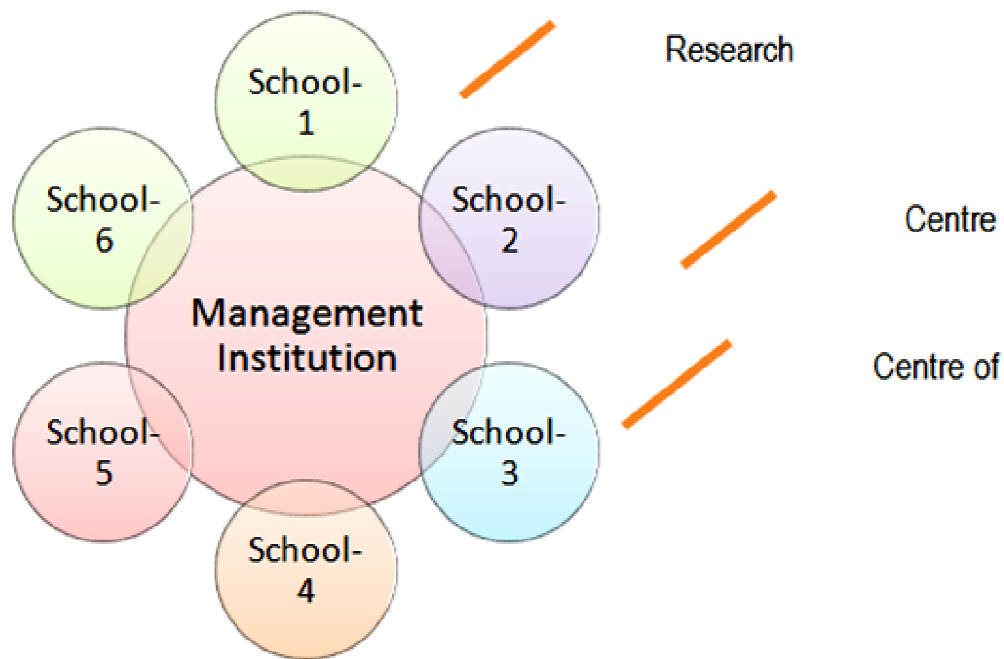 School-
1
Research
School-
6
School-
2
Centre
Management
Institution
Centre of
School-
5
School-
3
School-
4